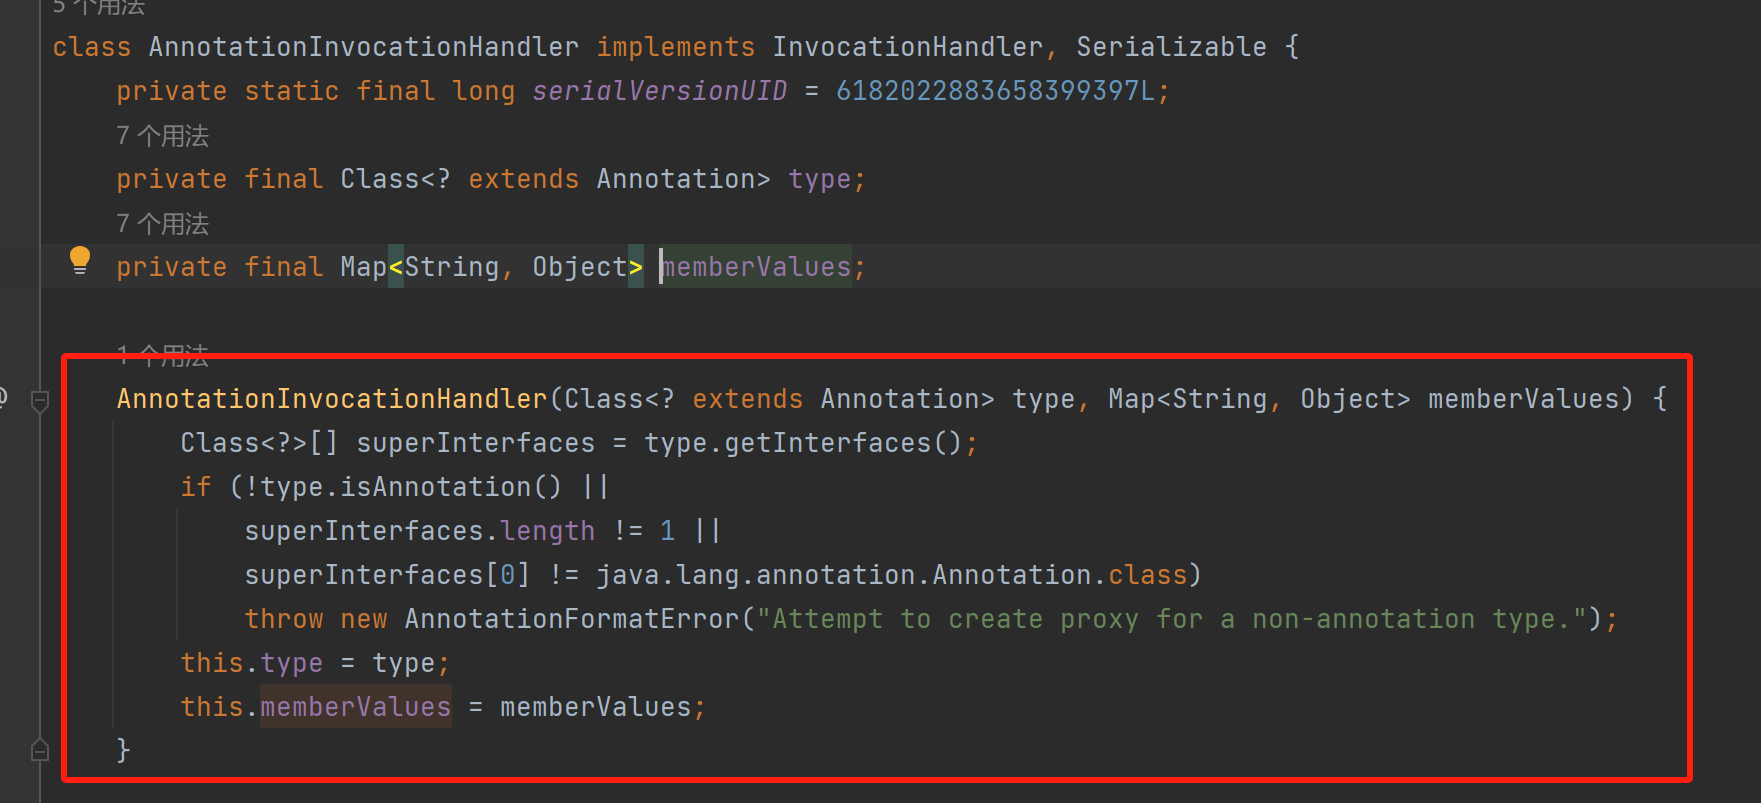 5 个用法
class AnnotationInvocationHandler implements InvocationHandler, Serializable {
private static final long serialVersionUID = 6182022883658399397L;
7 个用法
private final Class<? extends Annotation> type;
7 个用法
private final Map<String, Object> memberValues;
1 个用法
AnnotationInvocationHandler(Class<? extends Annotation> type, Map<String, Object> memberValues) {
Class<?>[] superInterfaces = type.getInterfaces();
if (!type.isAnnotation() ||
superInterfaces.length != 1 ||
superInterfaces[0] != java.lang.annotation.Annotation.class)
throw new AnnotationFormatError("Attempt to create proxy for a non-annotation type.");
this.type = type;
this.memberValues = memberValues;
}